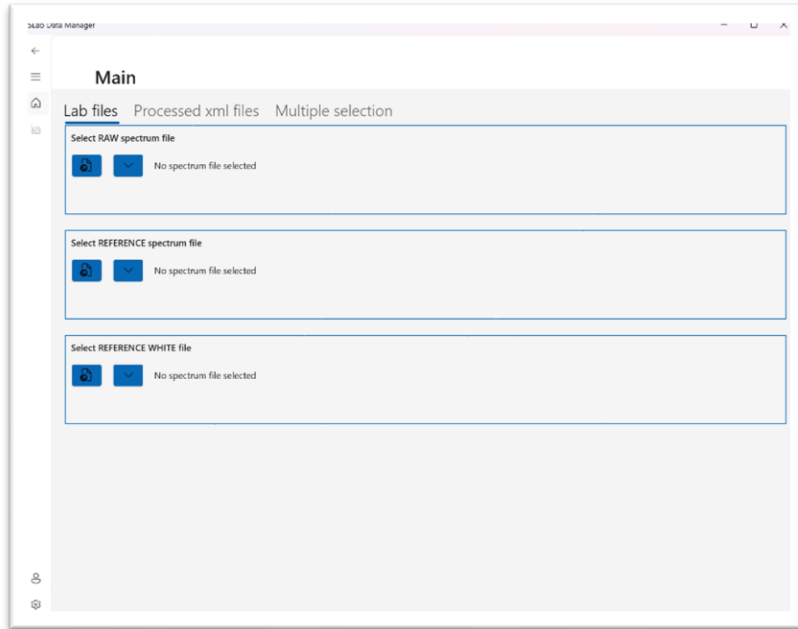 SLab Data Manager
Main
Lab files Processed xml files Multiple selection
Select RAW spectrum file
No spectrum file selected
Select REFERENCE spectrum file
No spectrum file selected
Select REFERENCE WHITE file
No spectrum file selected